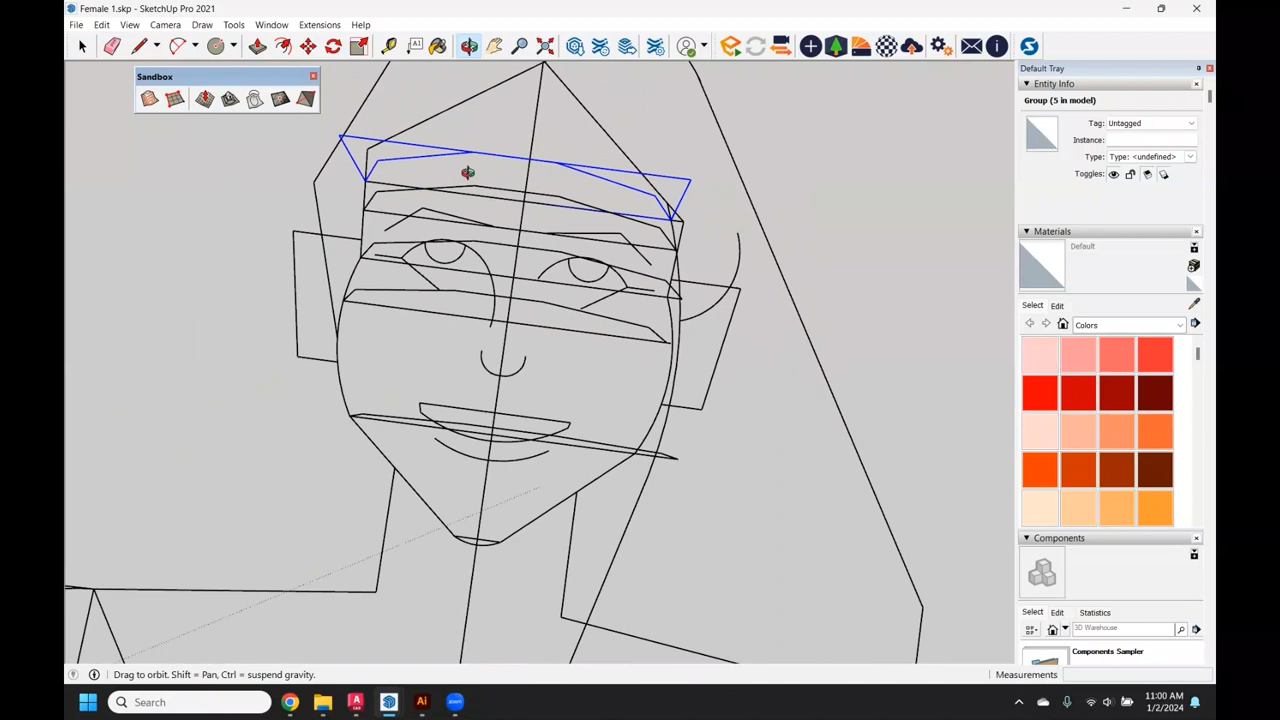 Female 1.skp - SketchUp Pro 2021
File Edit View Camera Draw Tools Window Extensions Help
Sandbox
Default Tray
Entity Info
Group (5 in model)
Tag: Untagged
Instance:
Type: Type: <undefined>
Toggles:
Materials
Default
Select Edit
Colors
Components
Select Edit Statistics
3D Warehouse
Components Sampler
Drag to orbit. Shift = Pan, Ctrl = suspend gravity.
Measurements
Search
11:00 AM
1/2/2024